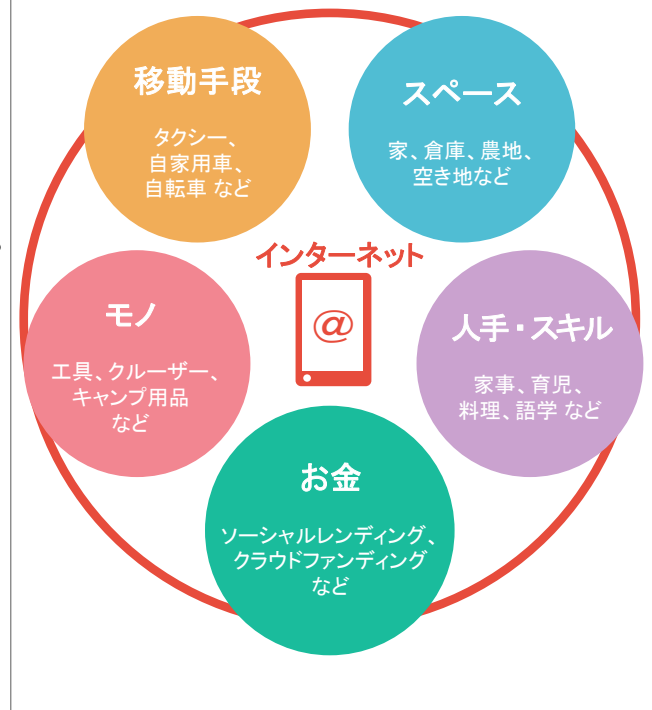 移動手段
タクシー、
自家用車、
自転車 など
スペース
家、倉庫、農地、
空き地など
インターネット
@
モノ
工具、クルーザー、
キャンプ用品
など
人手・スキル
家事、育児、
料理、語学 など
お金
ソーシャルレンディング、
クラウドファンディング
など